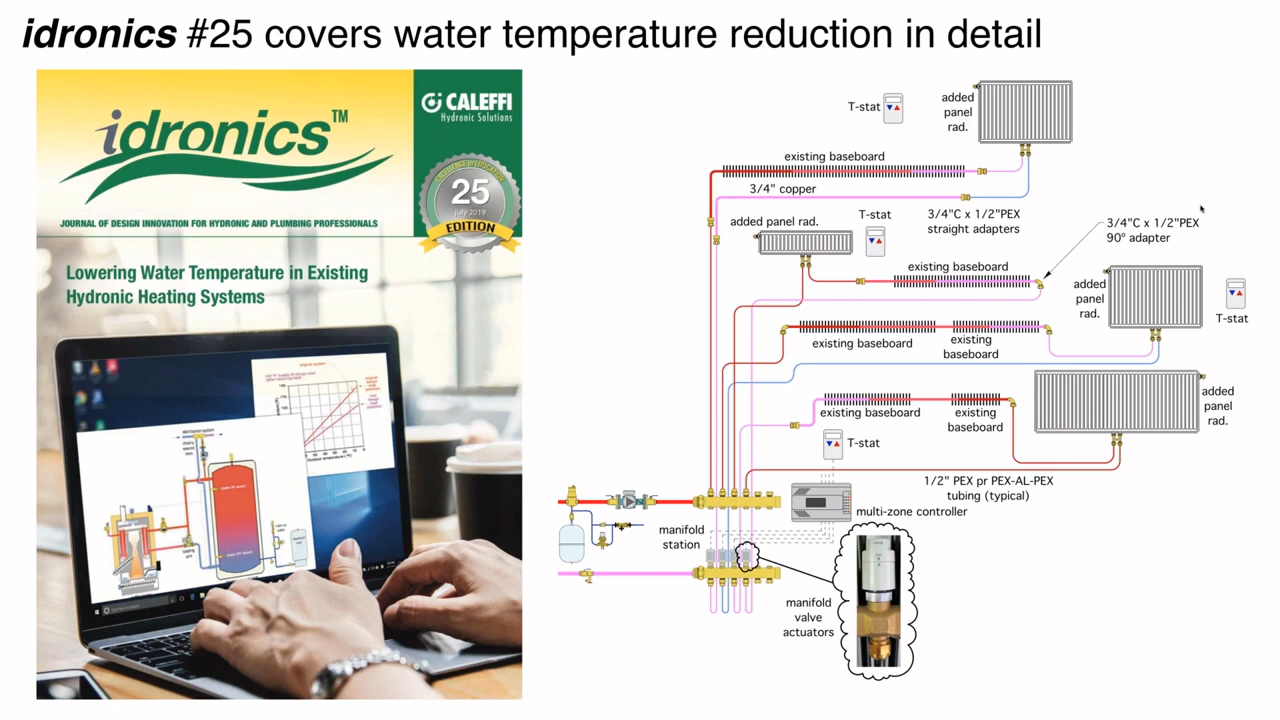 idronics #25 covers water temperature reduction in detail
idronics™
CALEFFI
Hydronic Solutions
25
july 2019
EDITION
JOURNAL OF DESIGN INNOVATION FOR HYDRONIC AND PLUMBING PROFESSIONALS
Lowering Water Temperature in Existing
Hydronic Heating Systems
T-stat
added
panel
rad.
existing baseboard
3/4" copper
3/4"C x 1/2"PEX
straight adapters
added panel rad.
T-stat
3/4"C x 1/2"PEX
90º adapter
existing baseboard
added
panel
rad.
T-stat
existing baseboard
existing
baseboard
added
panel
rad.
existing baseboard
existing
baseboard
T-stat
1/2" PEX pr PEX-AL-PEX
tubing (typical)
multi-zone controller
manifold
station
manifold
valve
actuators